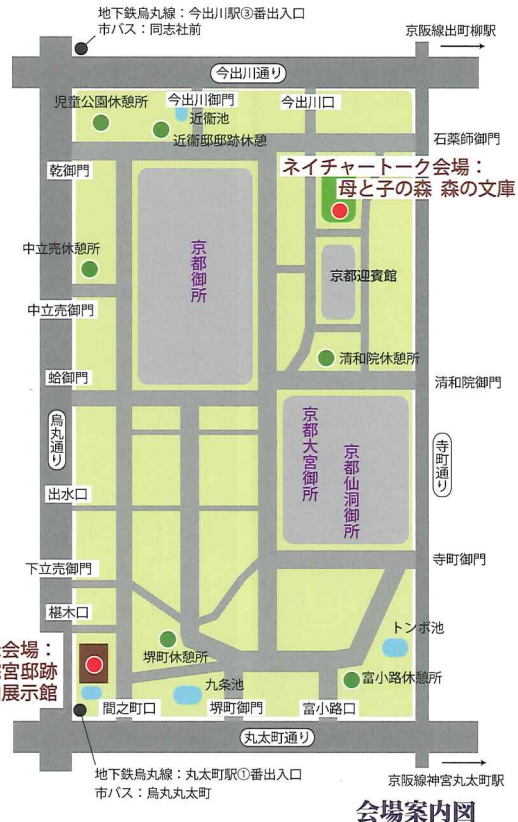 地下鉄烏丸線：今出川駅③番出入口
市バス：同志社前
京阪線出町柳駅
今出川通り
児童公園休憩所
今出川御門
今出川口
近衞池
近衞邸邸跡休憩
石薬師御門
乾御門
ネイチャートーク会場：
母と子の森 森の文庫
中立売休憩所
京都御所
京都迎賓館
中立売御門
清和院休憩所
蛤御門
清和院御門
烏丸通り
京都大宮御所
京都仙洞御所
寺町通り
出水口
下立売御門
寺町御門
椹木口
トンボ池
会場：
宮邸跡
展示館
堺町休憩所
富小路休憩所
九条池
間之町口
堺町御門
富小路口
丸太町通り
地下鉄烏丸線：丸太町駅①番出入口
市バス：烏丸丸太町
京阪線神宮丸太町駅
会場案内図